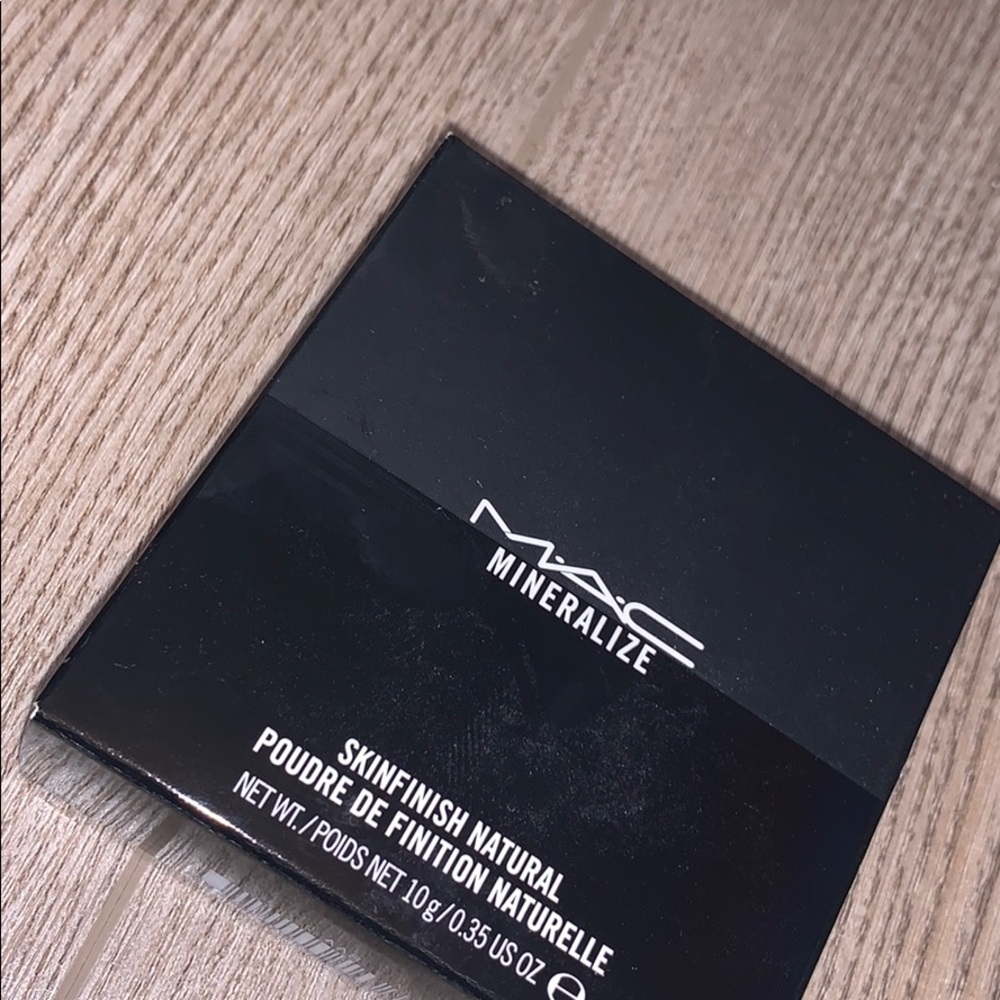 M·A·C
MINERALIZE
SKINFINISH NATURAL
POUDRE DE FINITION NATURELLE
NET WT./POIDS NET 10 g/0.35 US OZ ℮